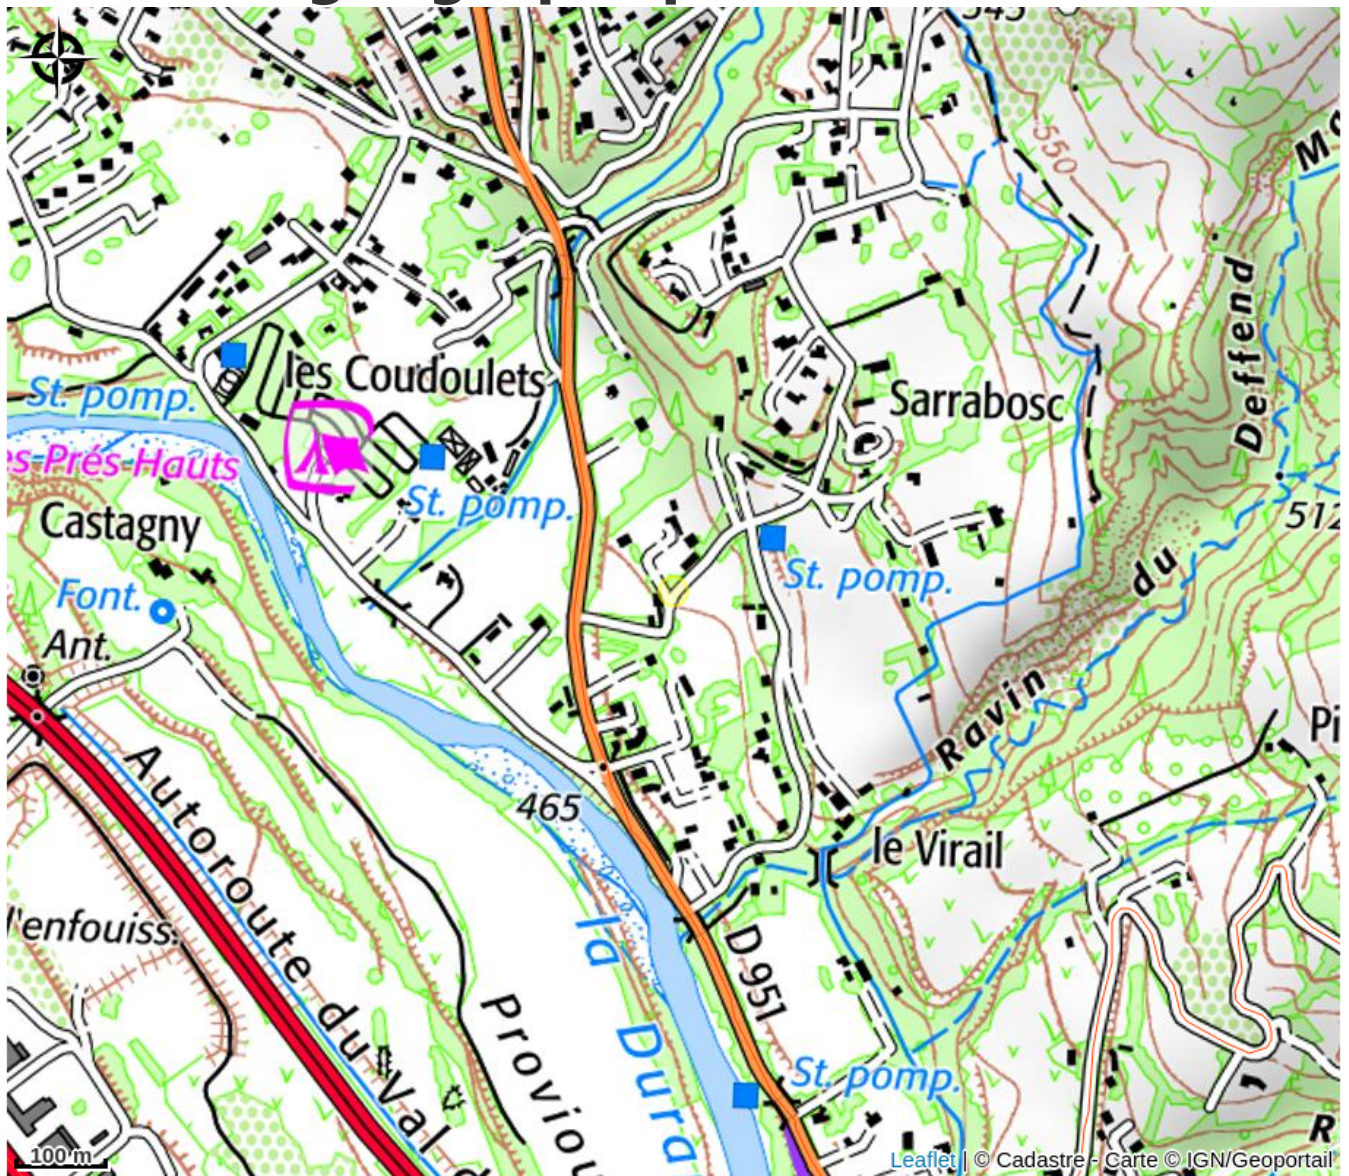 545
550
Mo
Deffend
les Coudoulets
St. pomp.
Sarrabosc
es Prés Hauts
St. pomp.
Castagny
512
du
St. pomp.
Font.
Ant.
Ravin
Pi
Autoroute du Val d
465
le Virail
l'enfouiss.
la Dura
D 951
Proviou
St. pomp.
R
100 m
Leaflet | © Cadastre - Carte © IGN/Geoportail